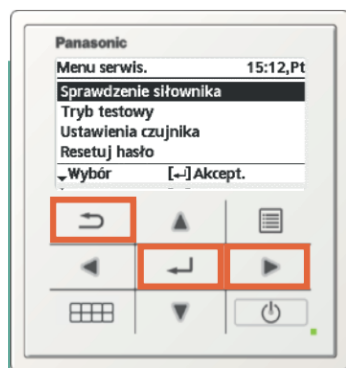 Panasonic
Menu serwis. 15:12,Pt
Sprawdzenie siłownika
Tryb testowy
Ustawienia czujnika
Resetuj hasło
Wybór [↵] Akcept.